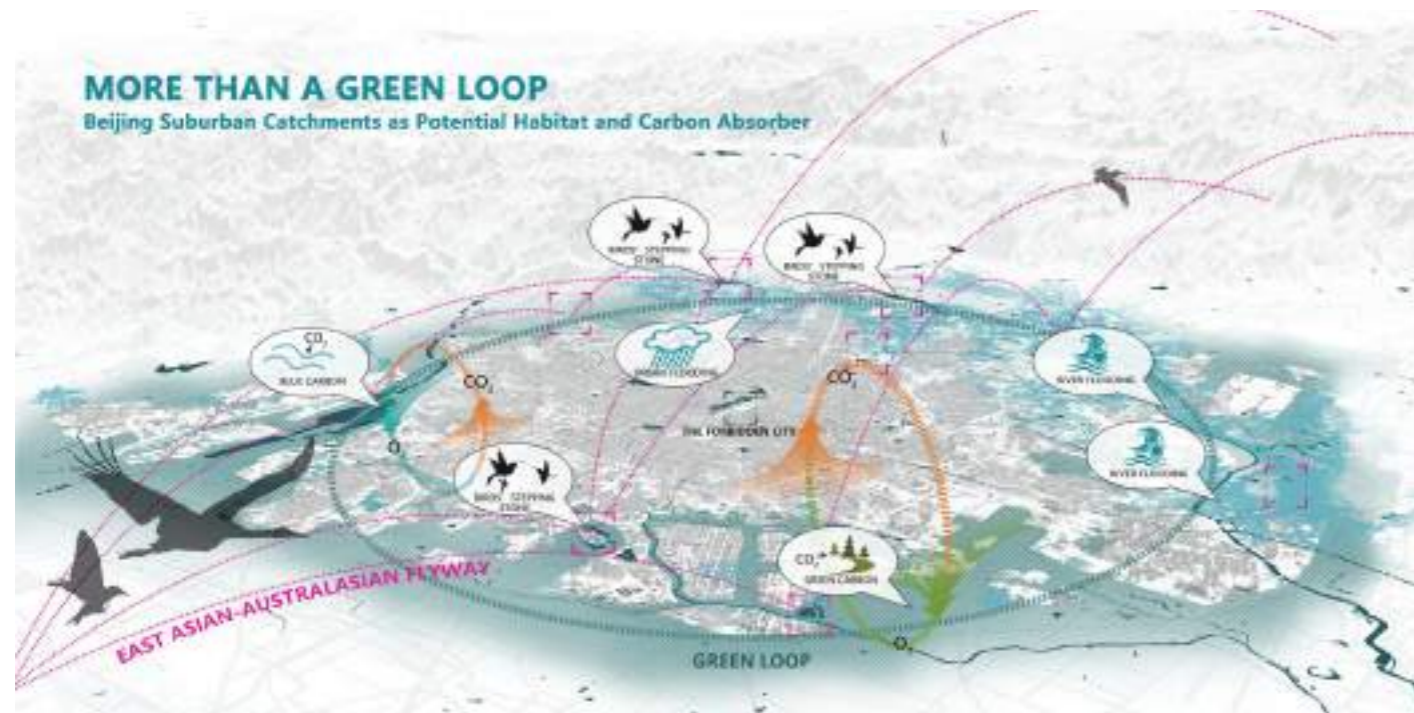 MORE THAN A GREEN LOOP
Beijing Suburban Catchments as Potential Habitat and Carbon Absorber
BIRDS' STEPPING
STONE
BIRDS' STEPPING
STONE
CO₂
BLUE CARBON
URBAN FLOODING
RIVER FLOODING
CO₂
CO₂
THE FORBIDDEN CITY
O₂
BIRDS' STEPPING
STONE
RIVER FLOODING
CO₂
GREEN CARBON
EAST ASIAN-AUSTRALASIAN FLYWAY
O₂
GREEN LOOP